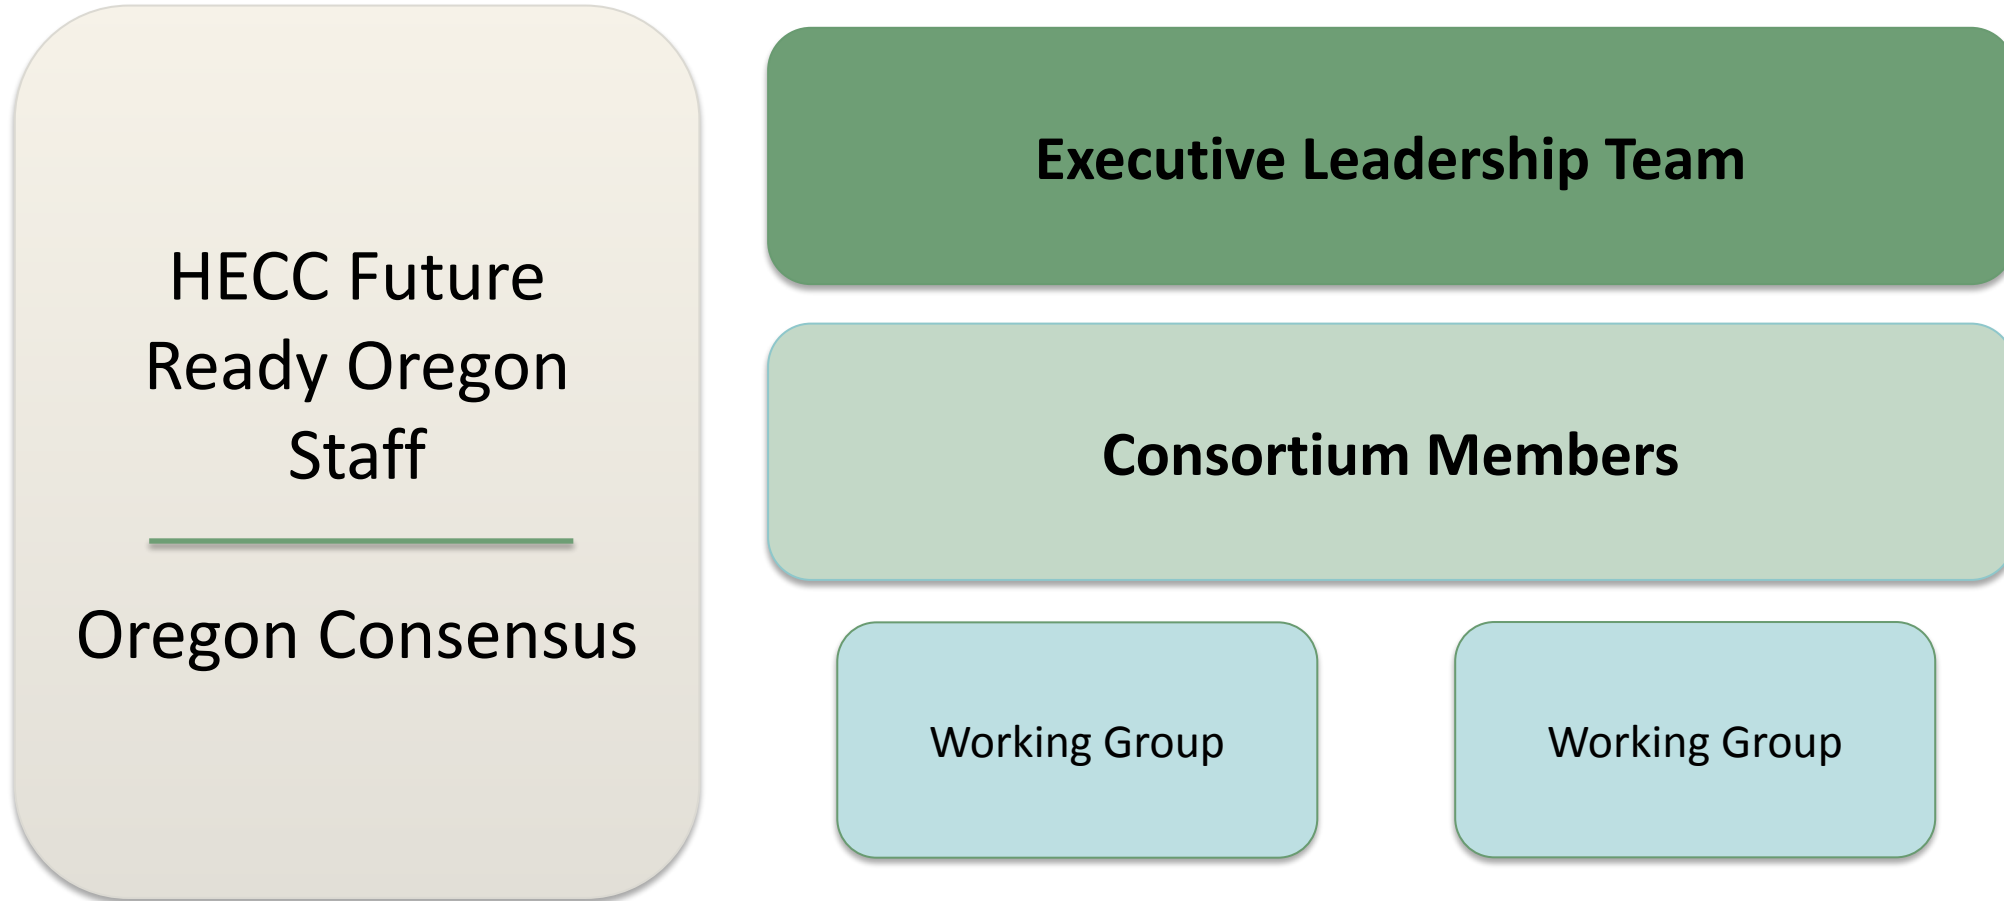 HECC Future
Ready Oregon
Staff
Oregon Consensus
Executive Leadership Team
Consortium Members
Working Group
Working Group